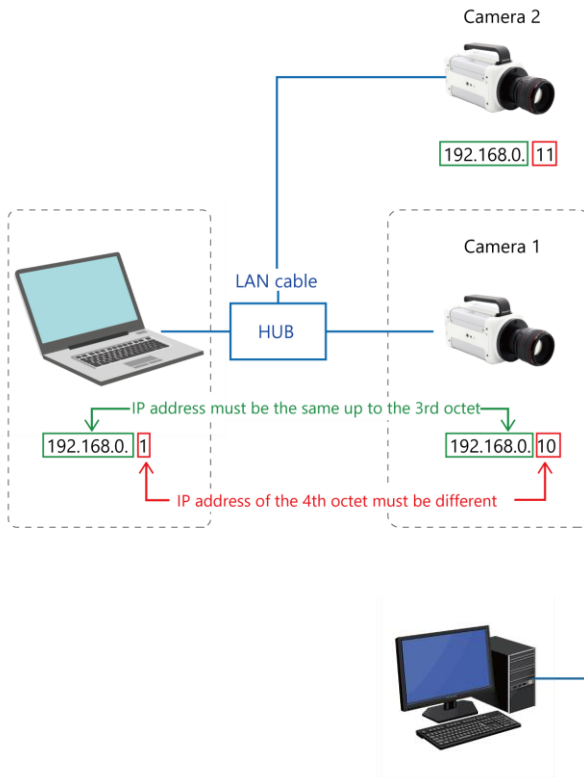 Camera 2
192.168.0. 11
Camera 1
LAN cable
HUB
IP address must be the same up to the 3rd octet
192.168.0. 1
192.168.0. 10
IP address of the 4th octet must be different